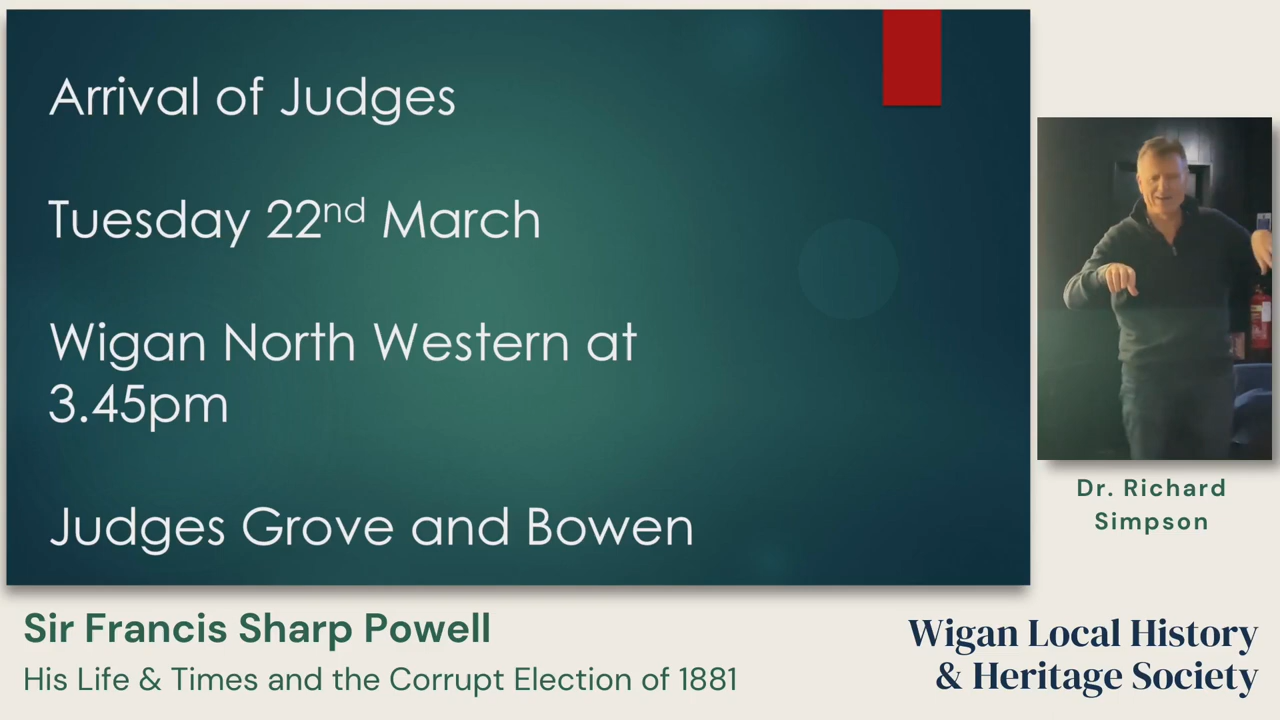 Arrival of Judges
Tuesday 22nd March
Wigan North Western at
3.45pm
Judges Grove and Bowen
Dr. Richard
Simpson
Sir Francis Sharp Powell
His Life & Times and the Corrupt Election of 1881
Wigan Local History
& Heritage Society